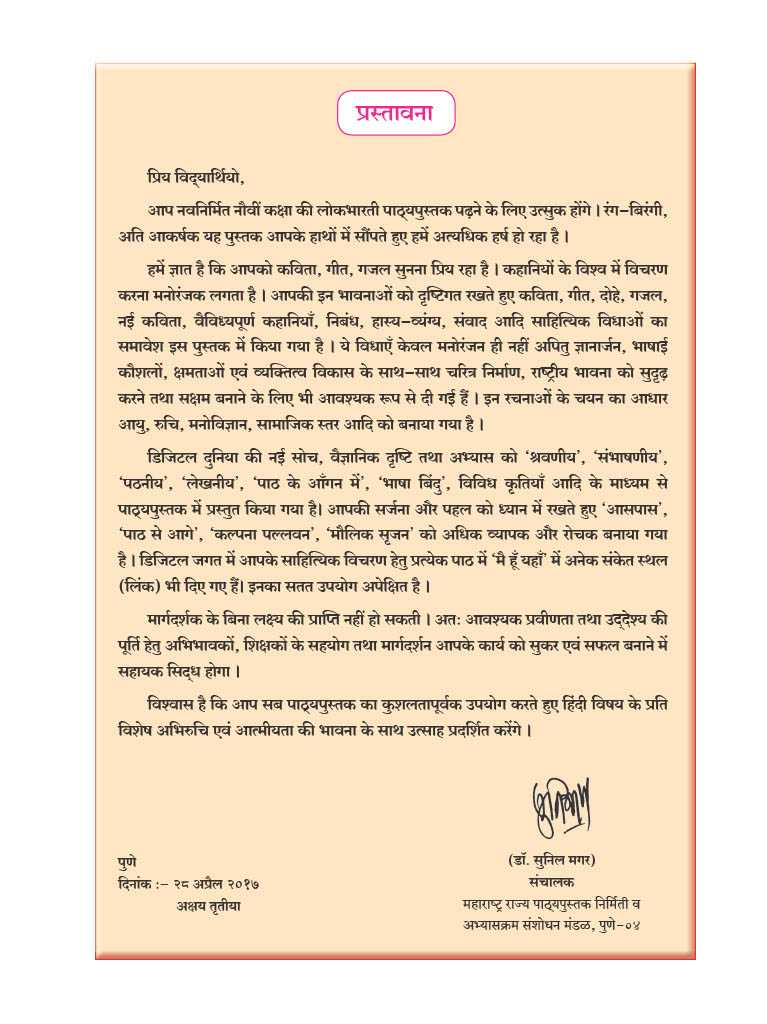 प्रस्तावना
प्रिय विद्‌यार्थियो,
आप नवनिर्मित नौवीं कक्षा की लोकभारती पाठ्‌यपुस्तक पढ़ने के लिए उत्सुक होंगे । रंग-बिरंगी,
अति आकर्षक यह पुस्तक आपके हाथों में सौंपते हुए हमें अत्यधिक हर्ष हो रहा है ।
हमें ज्ञात है कि आपको कविता, गीत, गजल सुनना प्रिय रहा है । कहानियों के विश्व में विचरण
करना मनोरंजक लगता है । आपकी इन भावनाओं को दृष्टिगत रखते हुए कविता, गीत, दोहे, गजल,
नई कविता, वैविध्यपूर्ण कहानियाँ, निबंध, हास्य-व्यंग्य, संवाद आदि साहित्यिक विधाओं का
समावेश इस पुस्तक में किया गया है । ये विधाएँ केवल मनोरंजन ही नहीं अपितु ज्ञानार्जन, भाषाई
कौशलों, क्षमताओं एवं व्यक्तित्व विकास के साथ-साथ चरित्र निर्माण, राष्ट्रीय भावना को सुदृढ़
करने तथा सक्षम बनाने के लिए भी आवश्यक रूप से दी गई हैं । इन रचनाओं के चयन का आधार
आयु, रुचि, मनोविज्ञान, सामाजिक स्तर आदि को बनाया गया है ।
डिजिटल दुनिया की नई सोच, वैज्ञानिक दृष्टि तथा अभ्यास को ‘श्रवणीय’, ‘संभाषणीय’,
‘पठनीय’, ‘लेखनीय’, ‘पाठ के आँगन में’, ‘भाषा बिंदु’, विविध कृतियाँ आदि के माध्यम से
पाठ्‌यपुस्तक में प्रस्तुत किया गया है। आपकी सर्जना और पहल को ध्यान में रखते हुए ‘आसपास’,
‘पाठ से आगे’, ‘कल्पना पल्लवन’, ‘मौलिक सृजन’ को अधिक व्यापक और रोचक बनाया गया
है । डिजिटल जगत में आपके साहित्यिक विचरण हेतु प्रत्येक पाठ में ‘मै हूँ यहाँ’ में अनेक संकेत स्थल
(लिंक) भी दिए गए हैं। इनका सतत उपयोग अपेक्षित है ।
मार्गदर्शक के बिना लक्ष्य की प्राप्ति नहीं हो सकती । अतः आवश्यक प्रवीणता तथा उद्‌देश्य की
पूर्ति हेतु अभिभावकों, शिक्षकों के सहयोग तथा मार्गदर्शन आपके कार्य को सुकर एवं सफल बनाने में
सहायक सिद्‌ध होगा ।
विश्वास है कि आप सब पाठ्‌यपुस्तक का कुशलतापूर्वक उपयोग करते हुए हिंदी विषय के प्रति
विशेष अभिरुचि एवं आत्मीयता की भावना के साथ उत्साह प्रदर्शित करेंगे ।
पुणे
दिनांक :- २८ अप्रैल २०१७
अक्षय तृतीया
(डॉ. सुनिल मगर)
संचालक
महाराष्ट्र राज्य पाठ्‌यपुस्तक निर्मिती व
अभ्यासक्रम संशोधन मंडळ, पुणे-०४